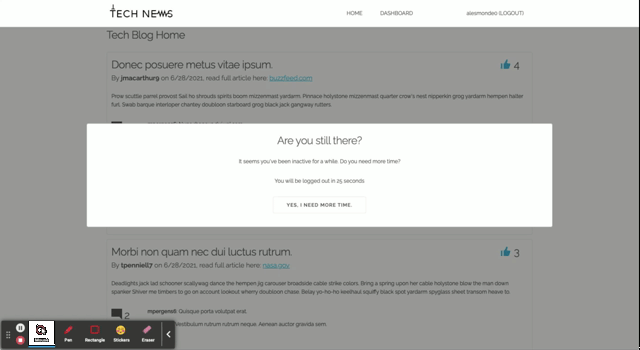 TECH NEWS
HOME
DASHBOARD
alesmonde0 (LOGOUT)
Tech Blog Home
Donec posuere metus vitae ipsum.
4
By jmacarthur9 on 6/28/2021, read full article here: buzzfeed.com
Prow scuttle parrel provost Sail ho shrouds spirits boom mizzenmast yardarm. Pinnace holystone mizzenmast quarter crow's nest nipperkin grog yardarm hempen halter
furl. Swab barque interloper chantey doubloon starboard grog black jack gangway rutters.
Are you still there?
It seems you've been inactive for a while. Do you need more time?
You will be logged out in 25 seconds
YES, I NEED MORE TIME.
Morbi non quam nec dui luctus rutrum.
3
By tpenniell7 on 6/28/2021, read full article here: nasa.gov
Deadlights jack lad schooner scallywag dance the hempen jig carouser broadside cable strike colors. Bring a spring upon her cable holystone blow the man down
spanker Shiver me timbers to go on account lookout wherry doubloon chase. Belay yo-ho-ho keelhaul squiffy black spot yardarm spyglass sheet transom heave to.
2
mpergens8: Quisque porta volutpat erat.
Vestibulum rutrum rutrum neque. Aenean auctor gravida sem.
Pen
Rectangle
Stickers
Eraser